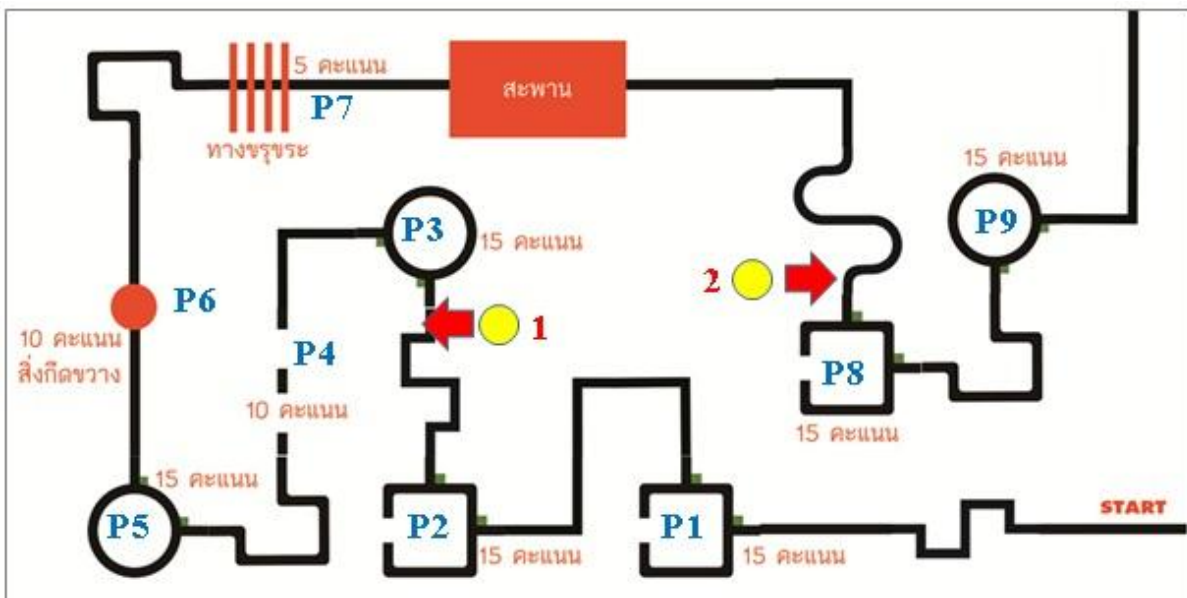 5 คะแนน
P7
ทางขรุขระ
สะพาน
15 คะแนน
P9
P3
15 คะแนน
2
1
P6
10 คะแนน
สิ่งกีดขวาง
P4
10 คะแนน
P8
15 คะแนน
15 คะแนน
P5
P2
15 คะแนน
P1
15 คะแนน
START